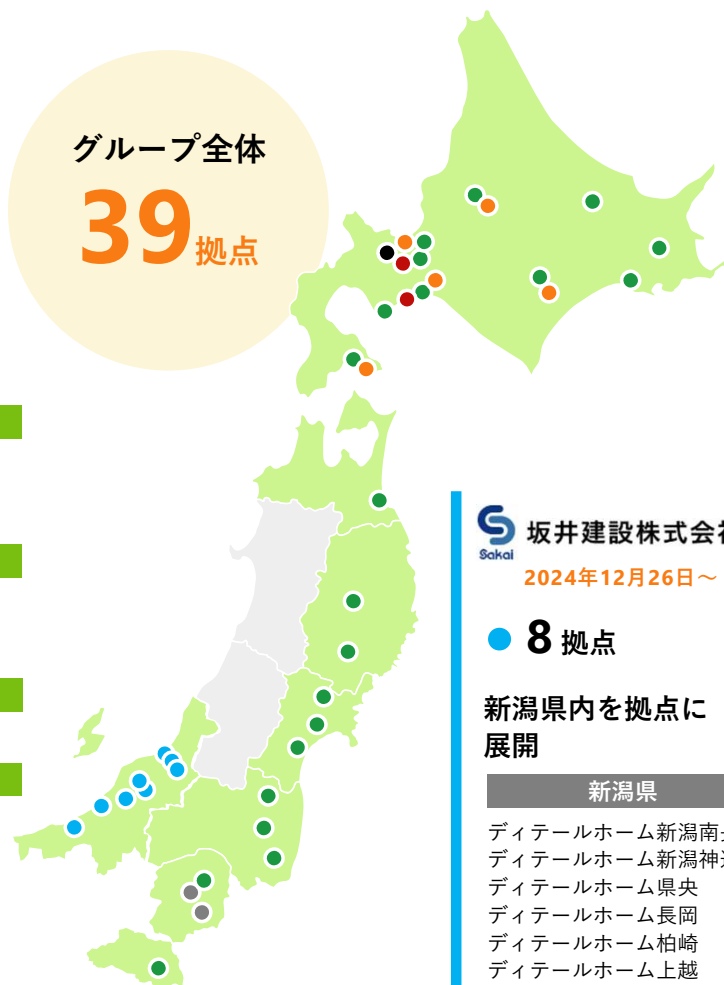 グループ全体
39拠点
Sakai
坂井建設株式会
2024年12月26日～
8 拠点
新潟県内を拠点に
展開
新潟県
ディテールホーム新潟南
ディテールホーム新潟神
ディテールホーム県央
ディテールホーム長岡
ディテールホーム柏崎
ディテールホーム上越